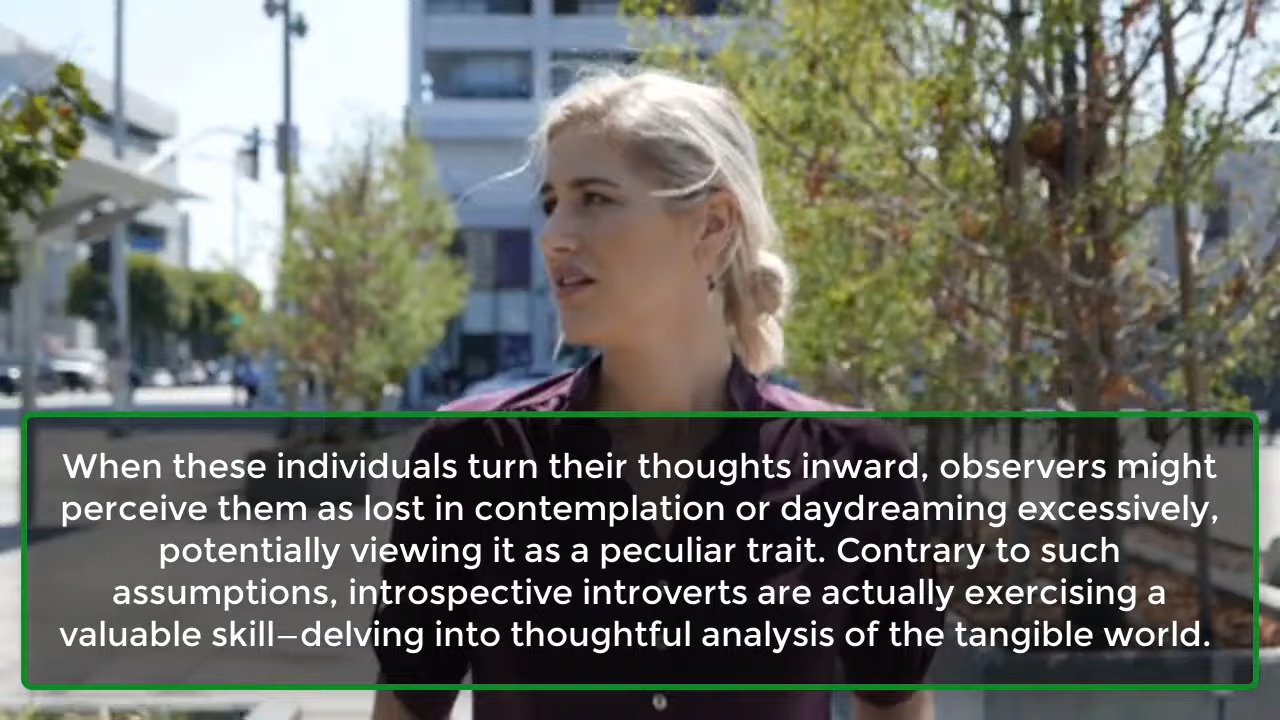 When these individuals turn their thoughts inward, observers might
perceive them as lost in contemplation or daydreaming excessively,
potentially viewing it as a peculiar trait. Contrary to such
assumptions, introspective introverts are actually exercising a
valuable skill—delving into thoughtful analysis of the tangible world.